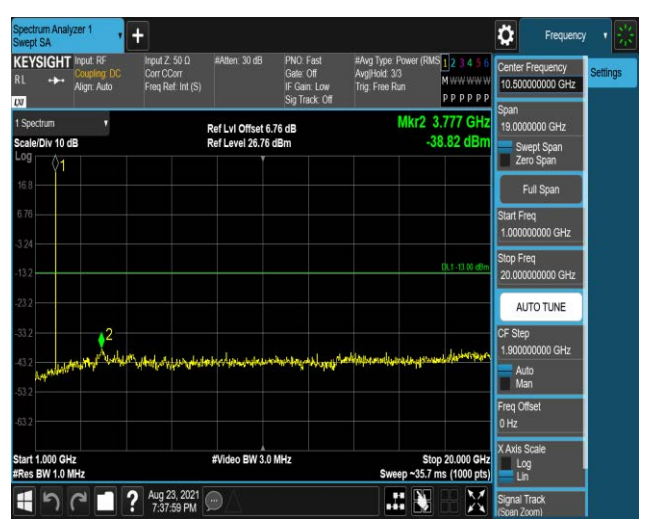 Spectrum Analyzer 1
Swept SA
Frequency
KEYSIGHT
RL
LXI
Input: RF
Coupling: DC
Align: Auto
Input Z: 50 Ω
Corr CCorr
Freq Ref: Int (S)
#Atten: 30 dB
PNO: Fast
Gate: Off
IF Gain: Low
Sig Track: Off
#Avg Type: Power (RMS
Avg|Hold: 3/3
Trig: Free Run
1 2 3 4 5 6
M W W W W W
P P P P P P
Center Frequency
10.500000000 GHz
Settings
Span
19.0000000 GHz
Swept Span
Zero Span
Full Span
Start Freq
1.000000000 GHz
Stop Freq
20.000000000 GHz
AUTO TUNE
CF Step
1.900000000 GHz
Auto
Man
Freq Offset
0 Hz
X Axis Scale
Log
Lin
Signal Track
(Span Zoom)
1 Spectrum
Scale/Div 10 dB
Log
Ref Lvl Offset 6.76 dB
Ref Level 26.76 dBm
Mkr2 3.777 GHz
-38.82 dBm
1
16.8
6.76
-3.24
-13.2
DL1 -13.00 dBm
-23.2
-33.2
2
-43.2
-53.2
-63.2
Start 1.000 GHz
#Res BW 1.0 MHz
#Video BW 3.0 MHz
Stop 20.000 GHz
Sweep ~35.7 ms (1000 pts)
?
Aug 23, 2021
7:37:59 PM